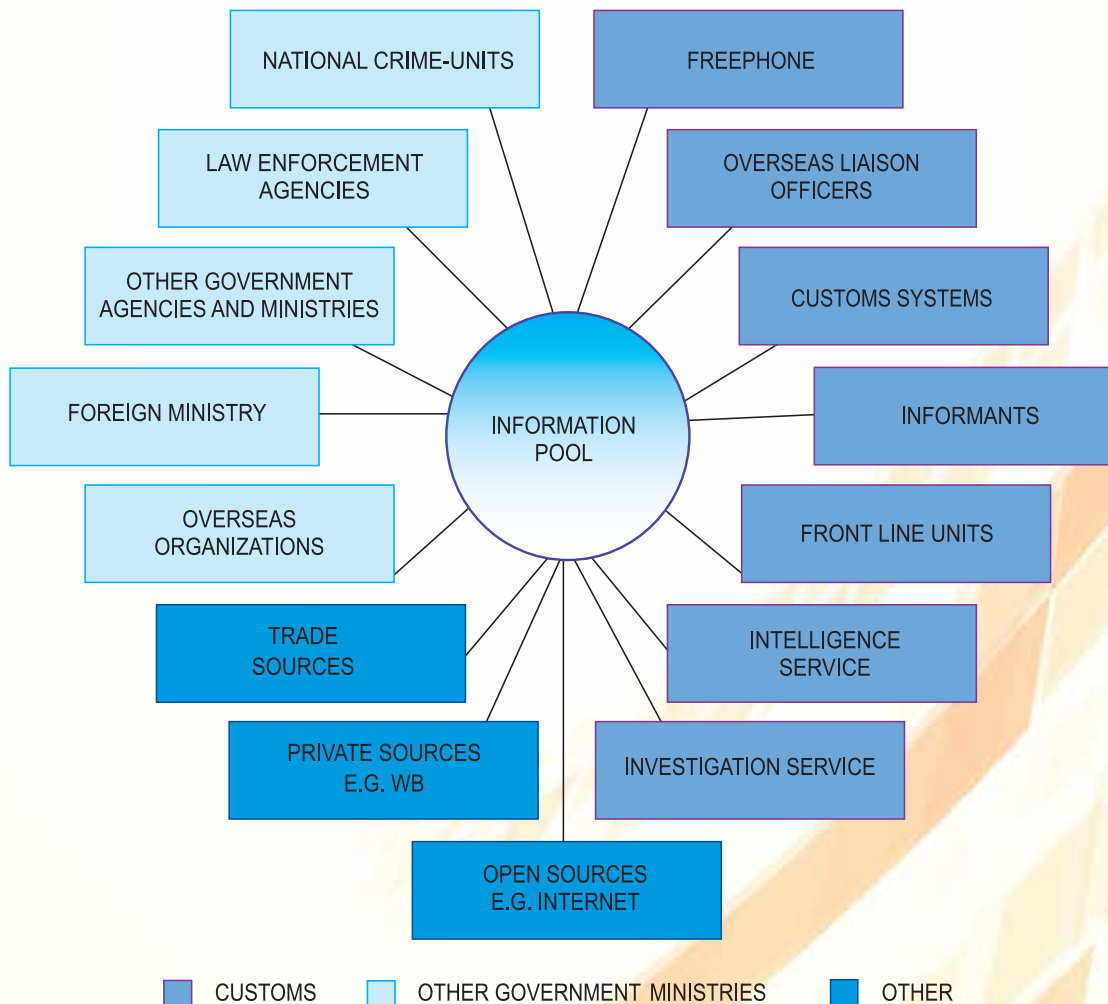 NATIONAL CRIME-UNITS
FREEPHONE
LAW ENFORCEMENT
AGENCIES
OVERSEAS LIAISON
OFFICERS
OTHER GOVERNMENT
AGENCIES AND MINISTRIES
CUSTOMS SYSTEMS
FOREIGN MINISTRY
INFORMATION
POOL
INFORMANTS
OVERSEAS
ORGANIZATIONS
FRONT LINE UNITS
TRADE
SOURCES
INTELLIGENCE
SERVICE
PRIVATE SOURCES
E.G. WB
INVESTIGATION SERVICE
OPEN SOURCES
E.G. INTERNET
CUSTOMS
OTHER GOVERNMENT MINISTRIES
OTHER